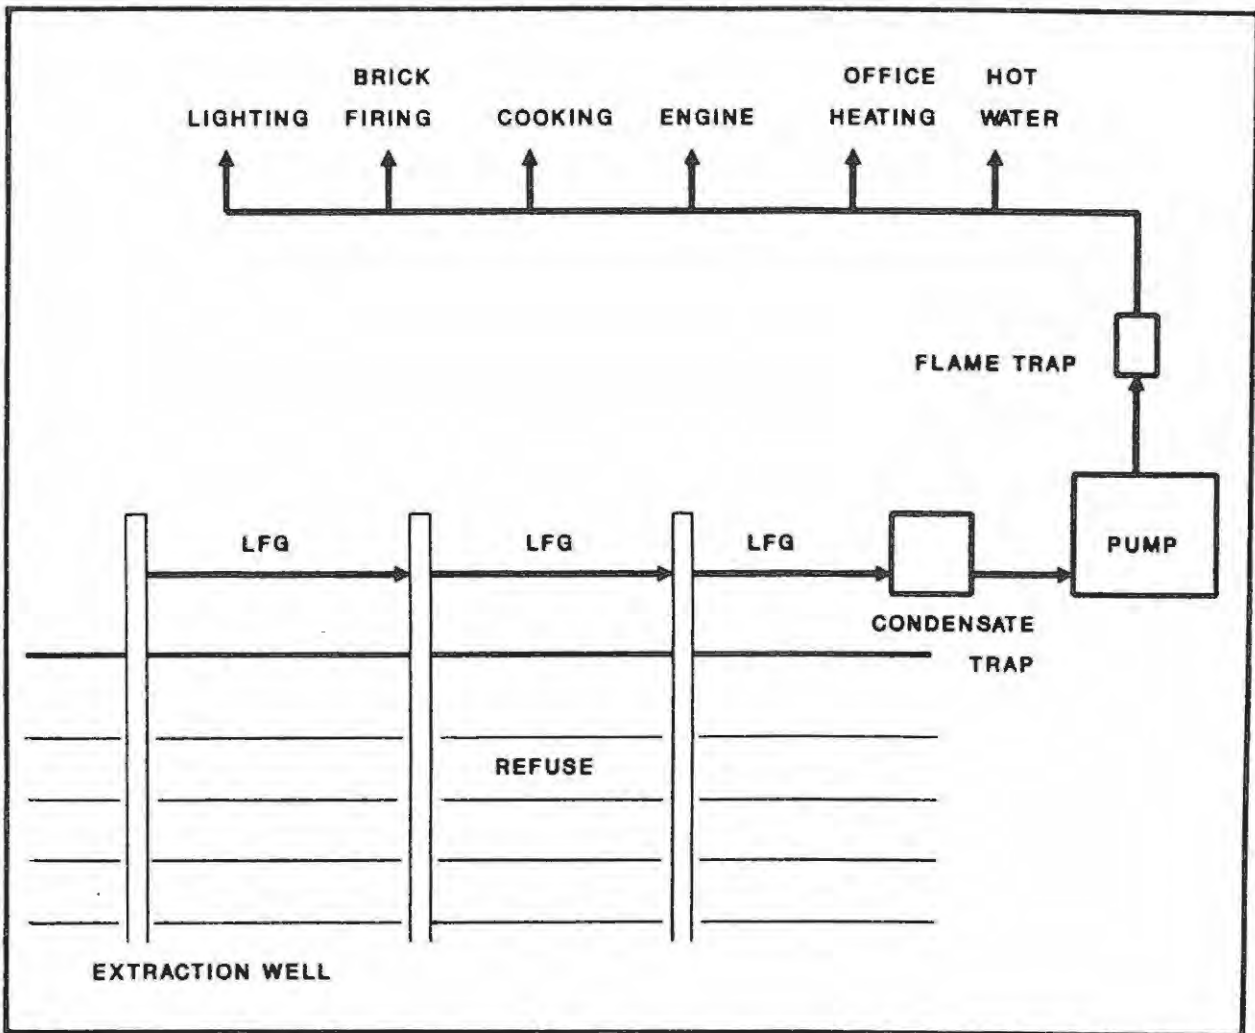 BRICK
OFFICE
HOT
LIGHTING
FIRING
COOKING
ENGINE
HEATING
WATER
FLAME TRAP
LFG
LFG
LFG
PUMP
CONDENSATE
TRAP
REFUSE
EXTRACTION WELL